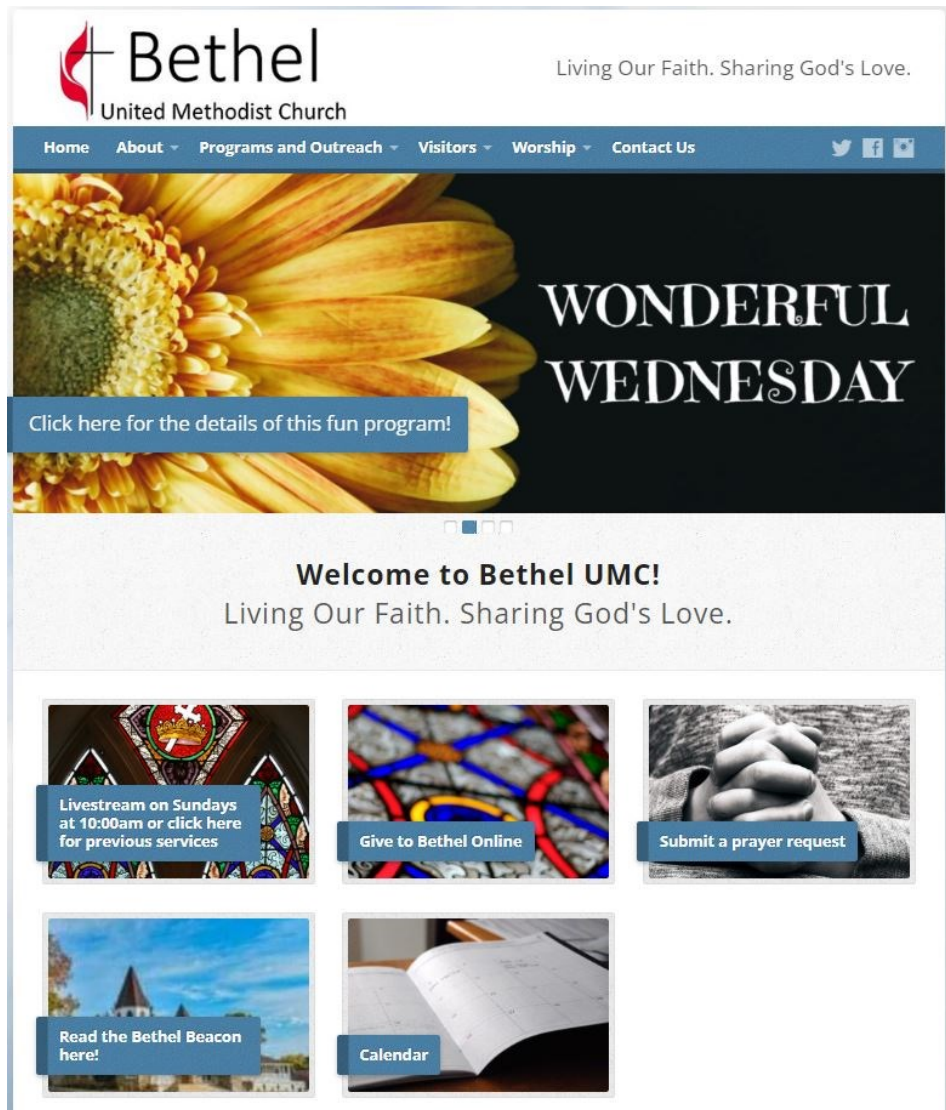 Bethel
United Methodist Church
Living Our Faith. Sharing God's Love.
Home About Programs and Outreach Visitors Worship Contact Us
WONDERFUL
WEDNESDAY
Click here for the details of this fun program!
Welcome to Bethel UMC!
Living Our Faith. Sharing God's Love.
Livestream on Sundays
at 10:00am or click here
for previous services
Give to Bethel Online
Submit a prayer request
Read the Bethel Beacon
here!
Calendar